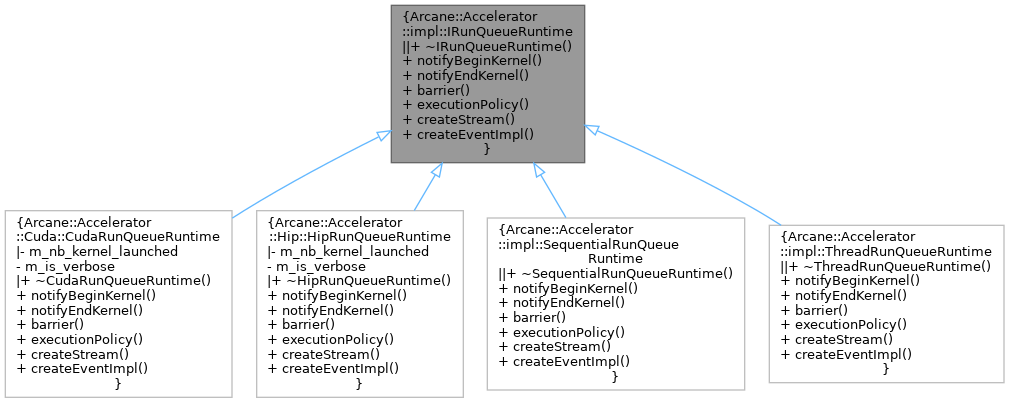 {Arcane::Accelerator
::impl::IRunQueueRuntime
||+ ~IRunQueueRuntime()
+ notifyBeginKernel()
+ notifyEndKernel()
+ barrier()
+ executionPolicy()
+ createStream()
+ createEventImpl()
}
{Arcane::Accelerator
::Cuda::CudaRunQueueRuntime
|- m_nb_kernel_launched
- m_is_verbose
|+ ~CudaRunQueueRuntime()
+ notifyBeginKernel()
+ notifyEndKernel()
+ barrier()
+ executionPolicy()
+ createStream()
+ createEventImpl()
}
{Arcane::Accelerator
::Hip::HipRunQueueRuntime
|- m_nb_kernel_launched
- m_is_verbose
|+ ~HipRunQueueRuntime()
+ notifyBeginKernel()
+ notifyEndKernel()
+ barrier()
+ executionPolicy()
+ createStream()
+ createEventImpl()
}
{Arcane::Accelerator
::impl::SequentialRunQueue
Runtime
||+ ~SequentialRunQueueRuntime()
+ notifyBeginKernel()
+ notifyEndKernel()
+ barrier()
+ executionPolicy()
+ createStream()
+ createEventImpl()
}
{Arcane::Accelerator
::impl::ThreadRunQueueRuntime
||+ ~ThreadRunQueueRuntime()
+ notifyBeginKernel()
+ notifyEndKernel()
+ barrier()
+ executionPolicy()
+ createStream()
+ createEventImpl()
}